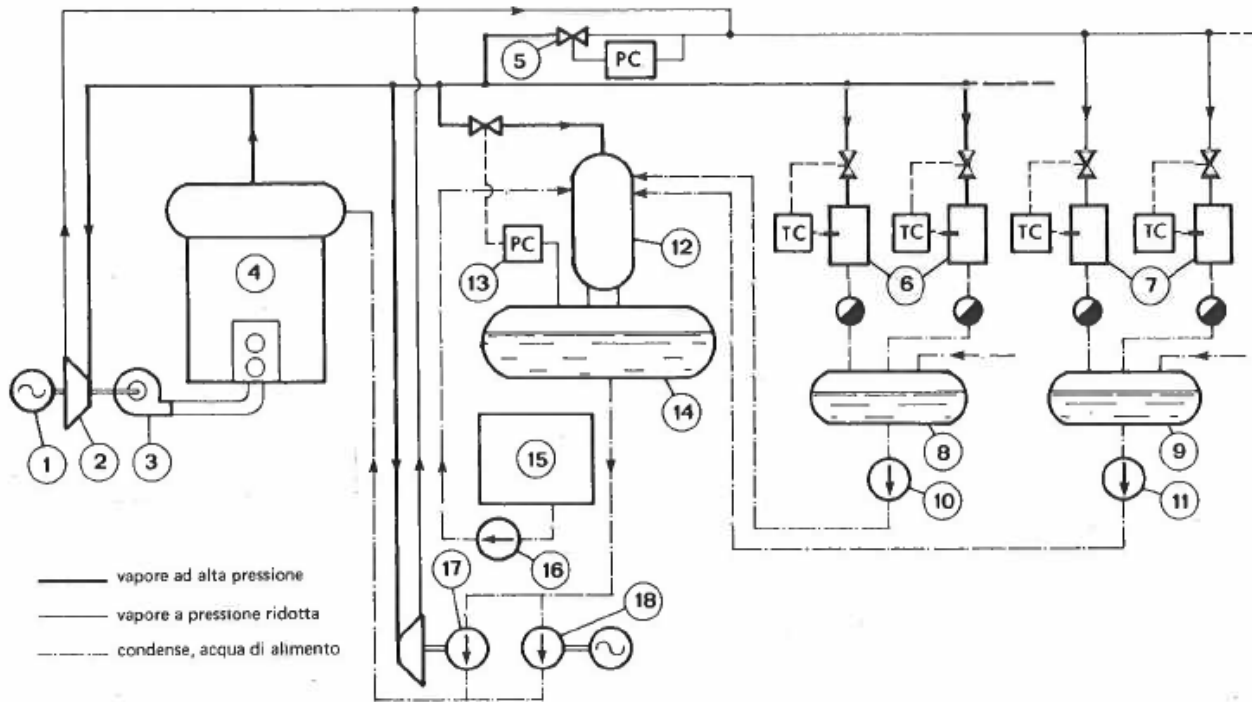 5
PC
4
12
PC
13
TC
TC
TC
TC
6
7
14
8
9
1
2
3
15
10
11
16
17
18
vapore ad alta pressione
vapore a pressione ridotta
condense, acqua di alimento